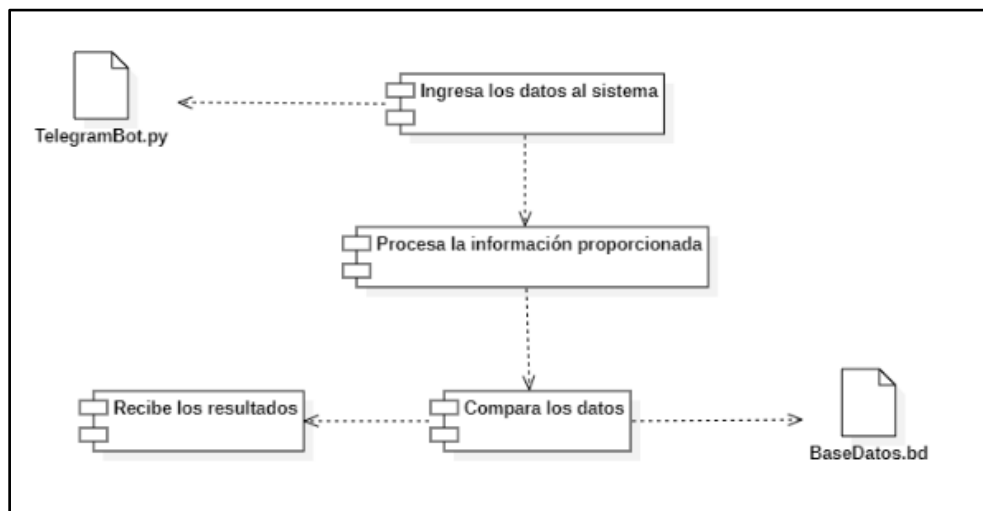 Ingresa los datos al sistema
TelegramBot.py
Procesa la información proporcionada
Recibe los resultados
Compara los datos
BaseDatos.bd